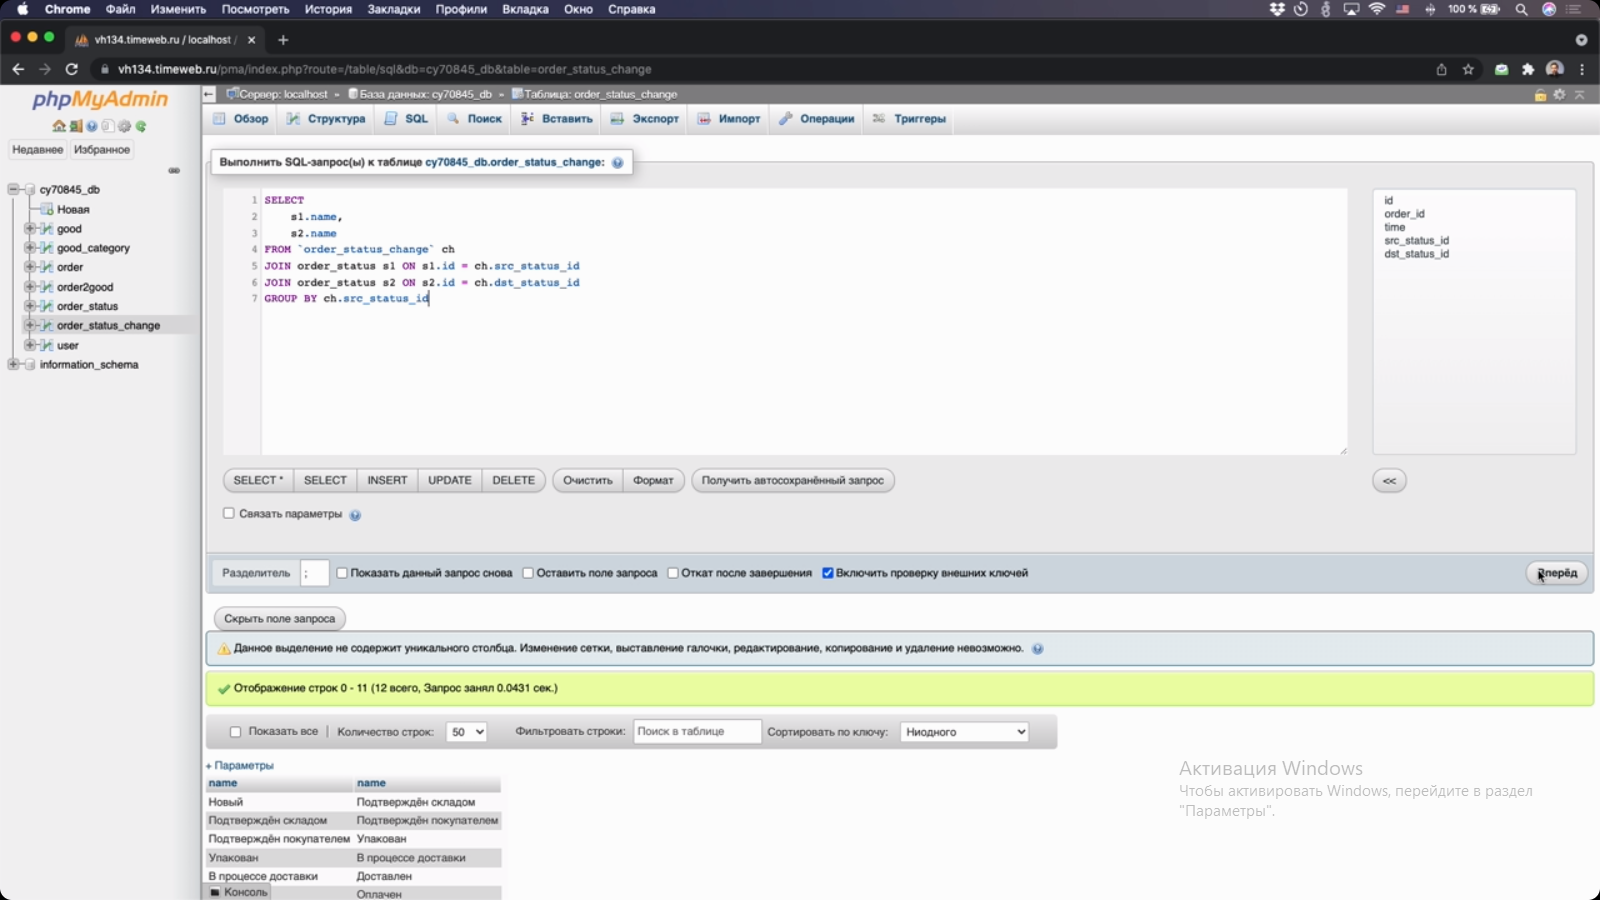 Chrome Файл Изменить Посмотреть История Закладки Профили Вкладка Окно Справка 100 %
vh134.timeweb.ru / localhost /
vh134.timeweb.ru/pma/index.php?route=/table/sql&db=cy70845_db&table=order_status_change
phpMyAdmin
Недавнее Избранное
cy70845_db
Новая
good
good_category
order
order2good
order_status
order_status_change
user
information_schema
Сервер: localhost » База данных: cy70845_db » Таблица: order_status_change
Обзор Структура SQL Поиск Вставить Экспорт Импорт Операции Триггеры
Выполнить SQL-запрос(ы) к таблице cy70845_db.order_status_change:
1 SELECT
2 s1.name,
3 s2.name
4 FROM `order_status_change` ch
5 JOIN order_status s1 ON s1.id = ch.src_status_id
6 JOIN order_status s2 ON s2.id = ch.dst_status_id
7 GROUP BY ch.src_status_id
id
order_id
time
src_status_id
dst_status_id
SELECT * SELECT INSERT UPDATE DELETE Очистить Формат Получить автосохранённый запрос <<
Связать параметры
Разделитель ; Показать данный запрос снова Оставить поле запроса Откат после завершения Включить проверку внешних ключей Вперёд
Скрыть поле запроса
Данное выделение не содержит уникального столбца. Изменение сетки, выставление галочки, редактирование, копирование и удаление невозможно.
Отображение строк 0 - 11 (12 всего, Запрос занял 0.0431 сек.)
Показать все | Количество строк: 50 Фильтровать строки: Поиск в таблице Сортировать по ключу: Ниодного
+ Параметры
name name
Новый Подтверждён складом
Подтверждён складом Подтверждён покупателем
Подтверждён покупателем Упакован
Упакован В процессе доставки
В процессе доставки Доставлен
Консоль Оплачен
Активация Windows
Чтобы активировать Windows, перейдите в раздел
"Параметры".